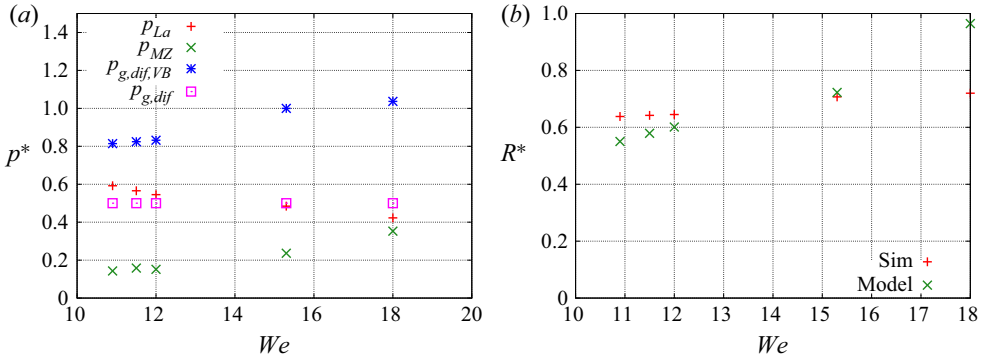 (a)
1.4
1.2
1.0
0.8
0.6
0.4
0.2
0
p*
p_La
p_MZ
p_g,dif,VB
p_g,dif
10 12 14 16 18 20
We
(b)
1.0
0.8
0.6
0.4
0.2
0
R*
Sim
Model
10 11 12 13 14 15 16 17 18
We